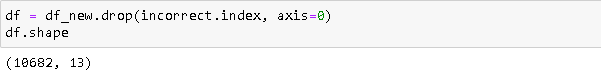 df = df_new.drop(incorrect.index, axis=0)
df.shape
(10682, 13)